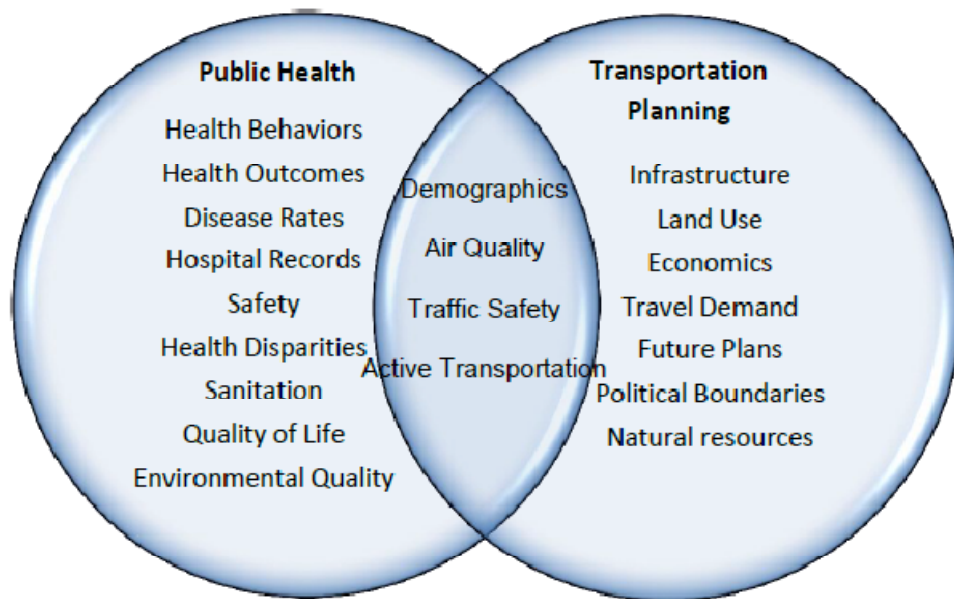 Public Health
Health Behaviors
Health Outcomes
Disease Rates
Hospital Records
Safety
Health Disparities
Sanitation
Quality of Life
Environmental Quality
Demographics
Air Quality
Traffic Safety
Active Transportation
Transportation
Planning
Infrastructure
Land Use
Economics
Travel Demand
Future Plans
Political Boundaries
Natural resources